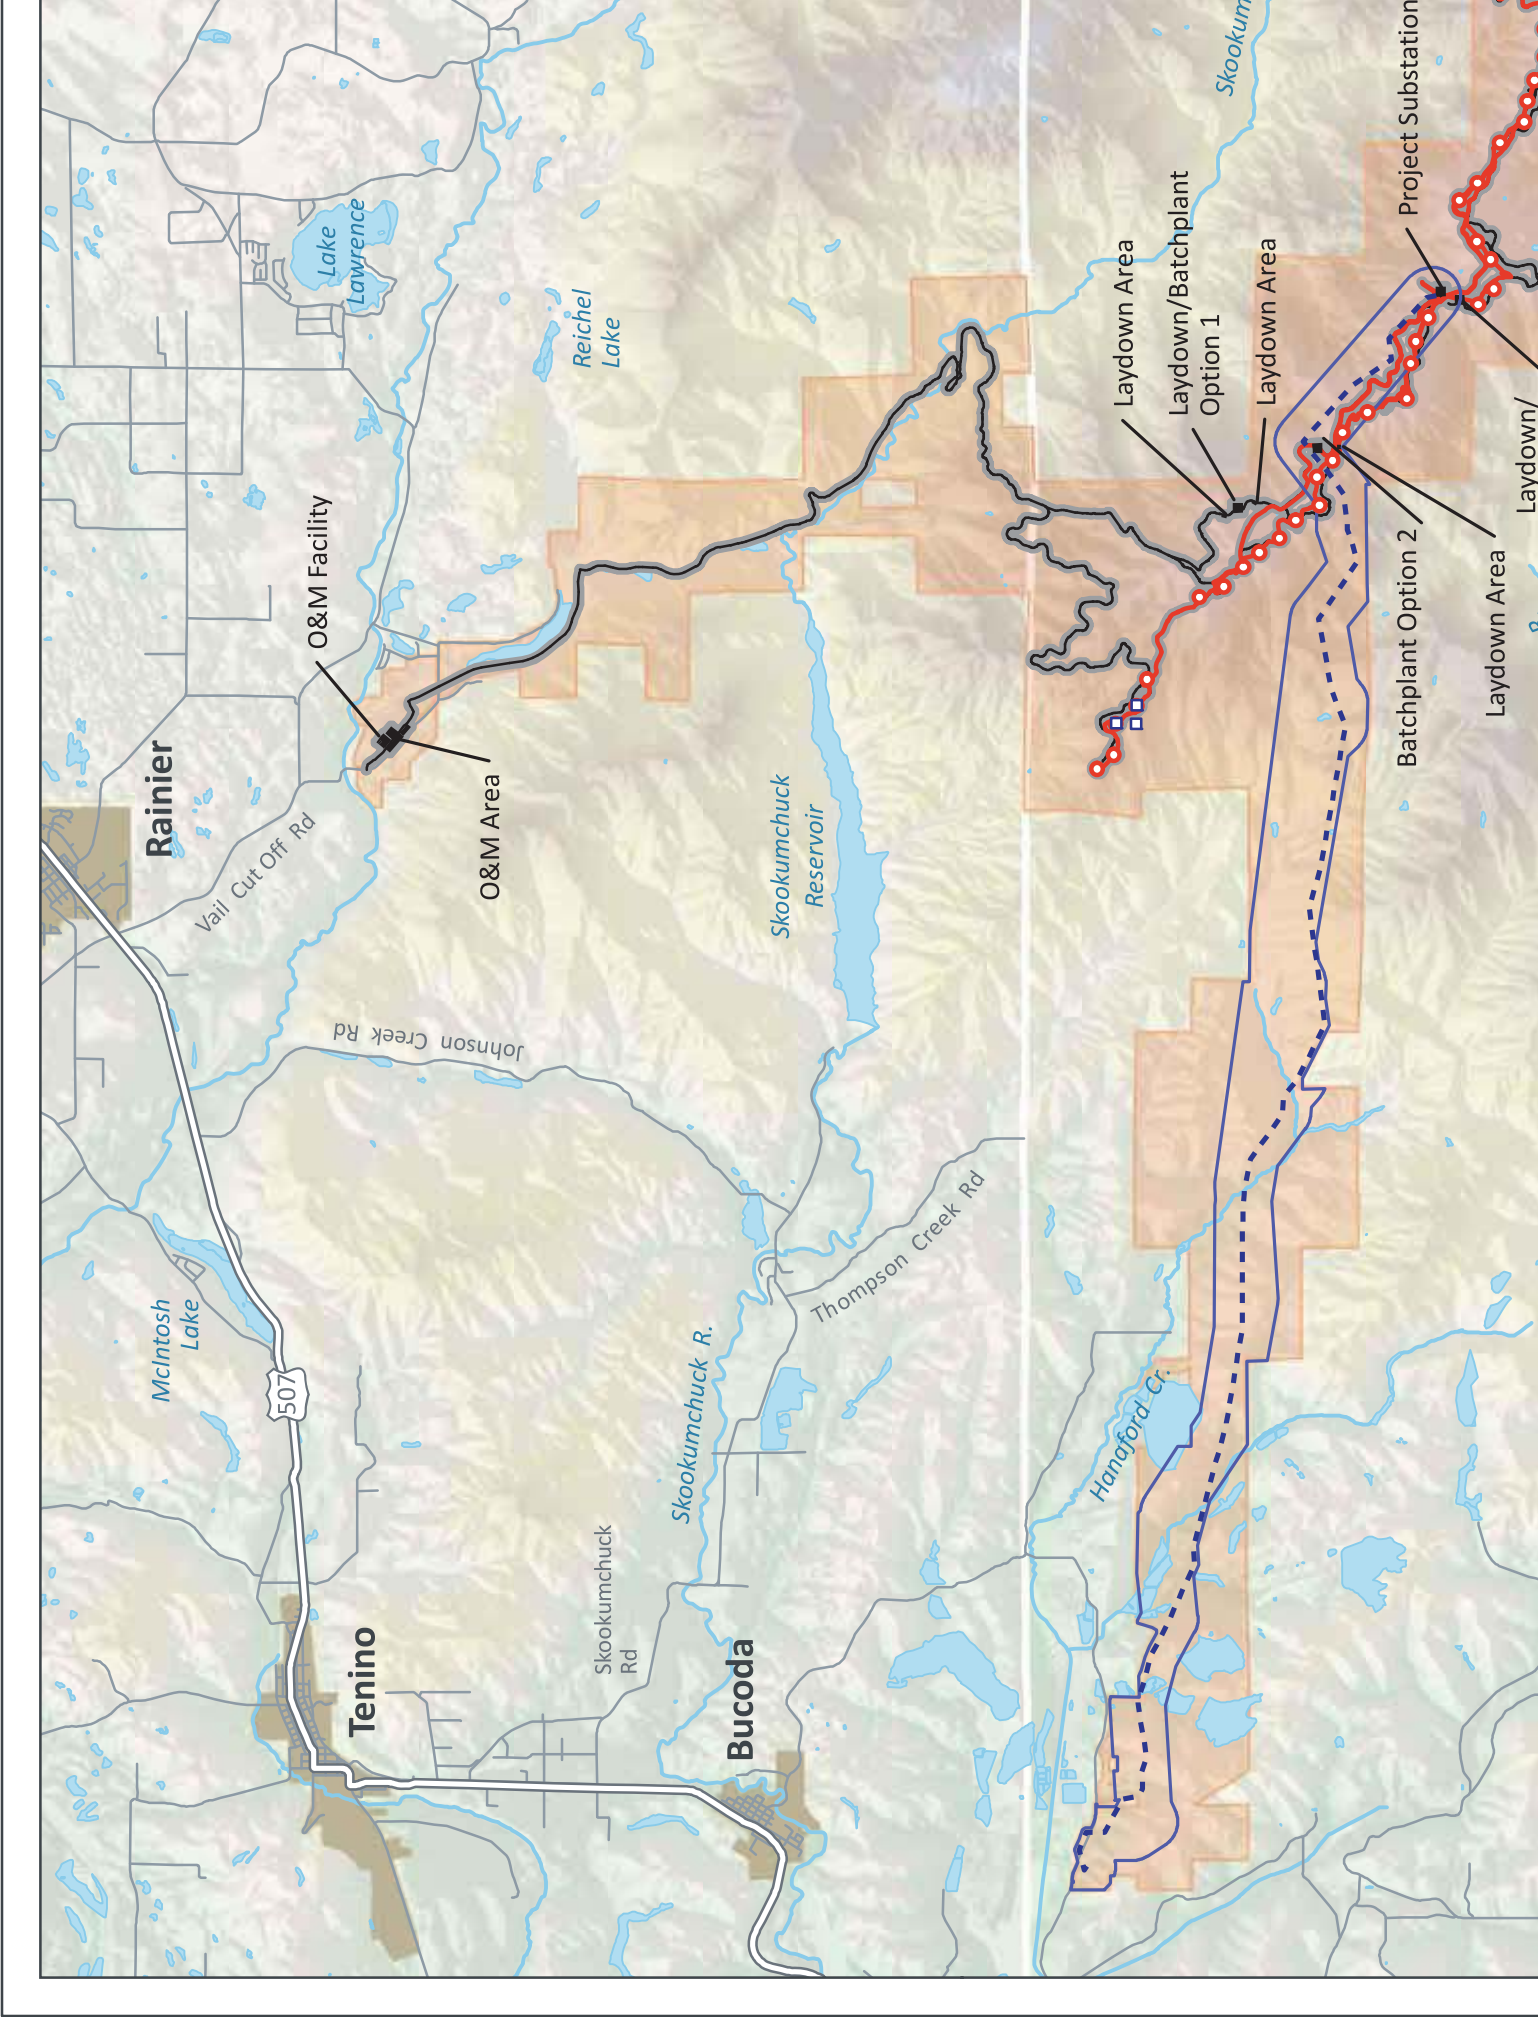 Rainier
Vail Cut Off Rd
McIntosh
Lake
507
Tenino
Johnson Creek Rd
O&M Facility
O&M Area
Lake
Lawrence
Reichel
Lake
Skookumchuck
Rd
Bucoda
Skookumchuck R.
Skookumchuck
Reservoir
Thompson Creek Rd
Hanaford Cr.
Skookum
Laydown Area
Laydown/Batchplant
Option 1
Laydown Area
Project Substation
Batchplant Option 2
Laydown Area
Laydown/